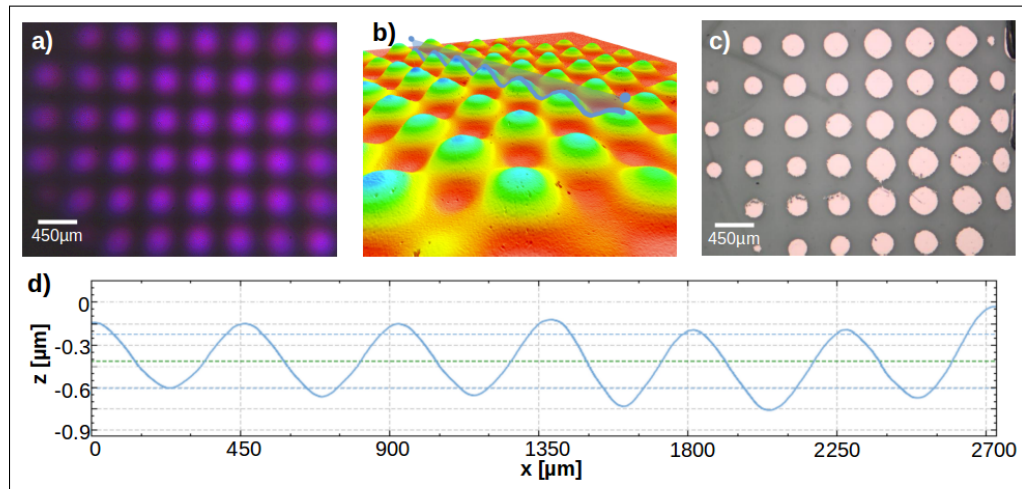 a)
b)
c)
450µm
450µm
d)
z [µm]
0
-0.3
-0.6
-0.9
0
450
900
1350
1800
2250
2700
x [µm]